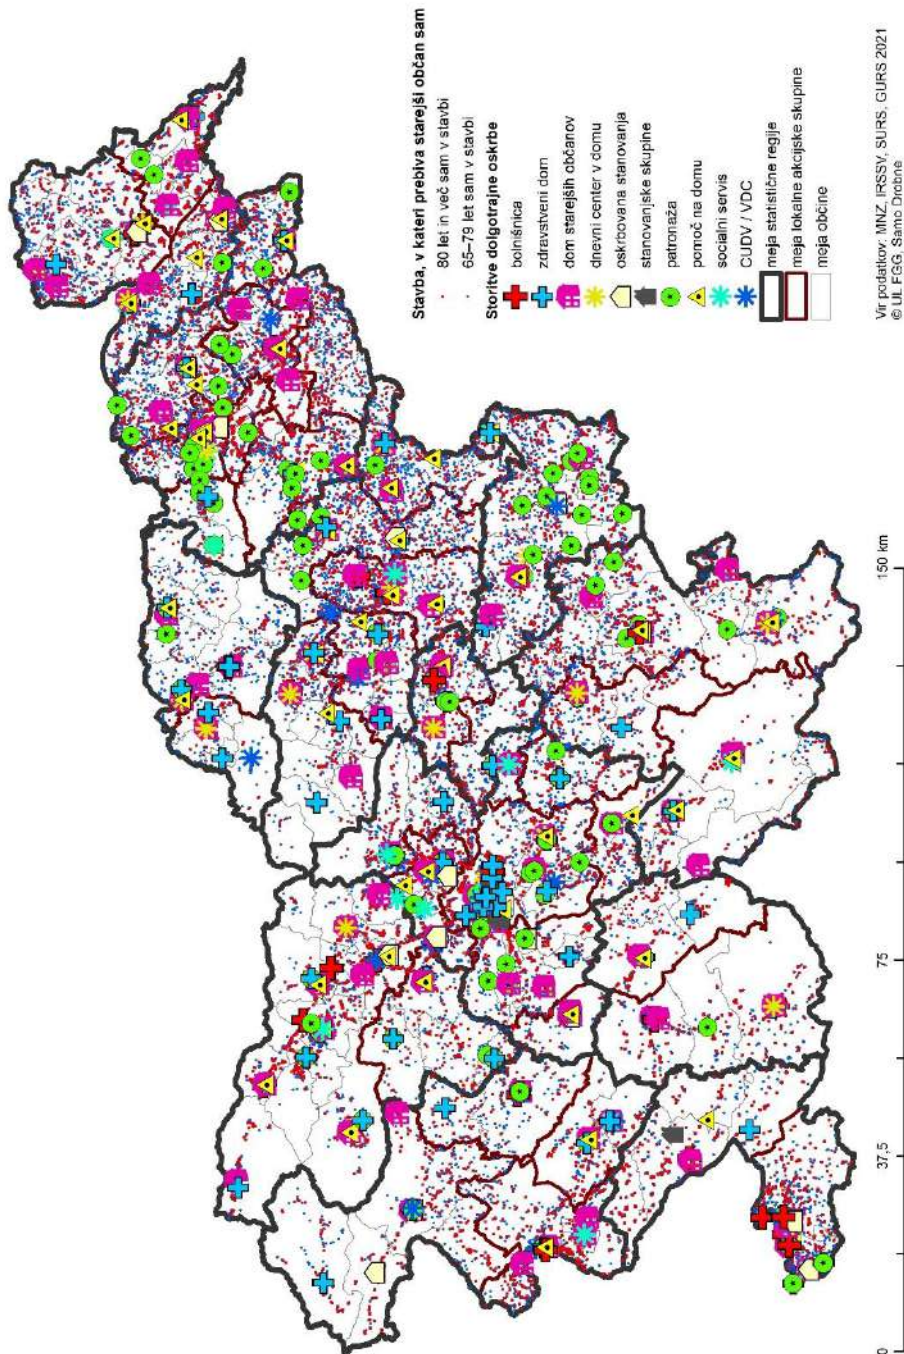 Stavba, v kateri prebiva starejši občan sam
80 let in več sam v stavbi
65–79 let sam v stavbi
Storitve dolgotrajne oskrbe
bolnišnica
zdravstveni dom
dom starejših občanov
dnevni center v domu
oskrbovana stanovanja
stanovanjske skupine
patronaža
pomoč na domu
socialni servis
CUDV / VDC
meja statistične regije
meja lokalne akcijske skupine
meja občine
Vir podatkov: MNZ, IRSSV, SURS, GURS 2021
© UL FGG, Samo Drobne
0
37,5
75
150 km